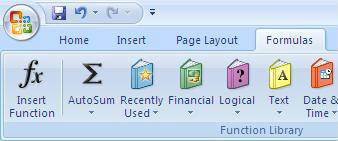 Home Insert Page Layout Formulas
fx Σ ? A
Insert Function AutoSum Recently Used Financial Logical Text Date & Time
Function Library